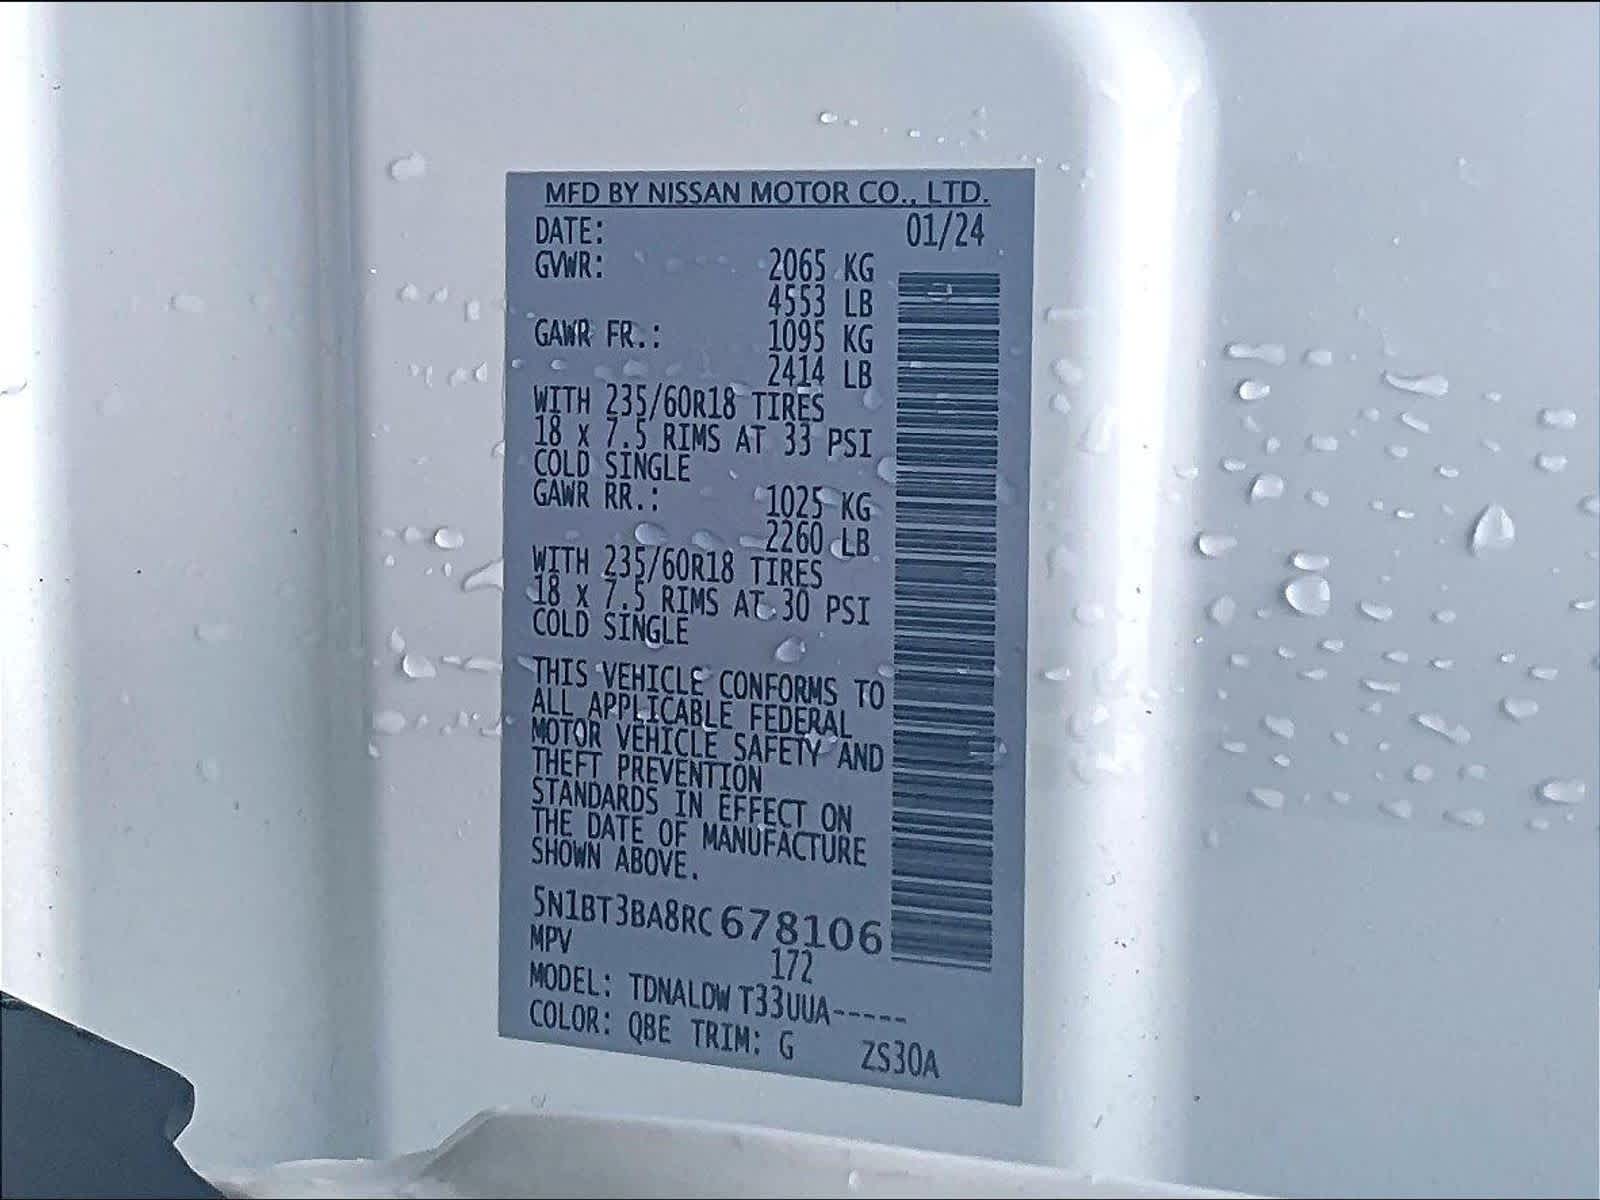 MFD BY NISSAN MOTOR CO., LTD.
DATE: 01/24
GVWR: 2065 KG
4553 LB
GAWR FR.: 1095 KG
2414 LB
WITH 235/60R18 TIRES
18 x 7.5 RIMS AT 33 PSI
COLD SINGLE
GAWR RR.: 1025 KG
2260 LB
WITH 235/60R18 TIRES
18 x 7.5 RIMS AT 30 PSI
COLD SINGLE
THIS VEHICLE CONFORMS TO
ALL APPLICABLE FEDERAL
MOTOR VEHICLE SAFETY AND
THEFT PREVENTION
STANDARDS IN EFFECT ON
THE DATE OF MANUFACTURE
SHOWN ABOVE.
5N1BT3BA8RC678106
MPV 172
MODEL: TDNALDW T33UUA-----
COLOR: QBE TRIM: G ZS30A